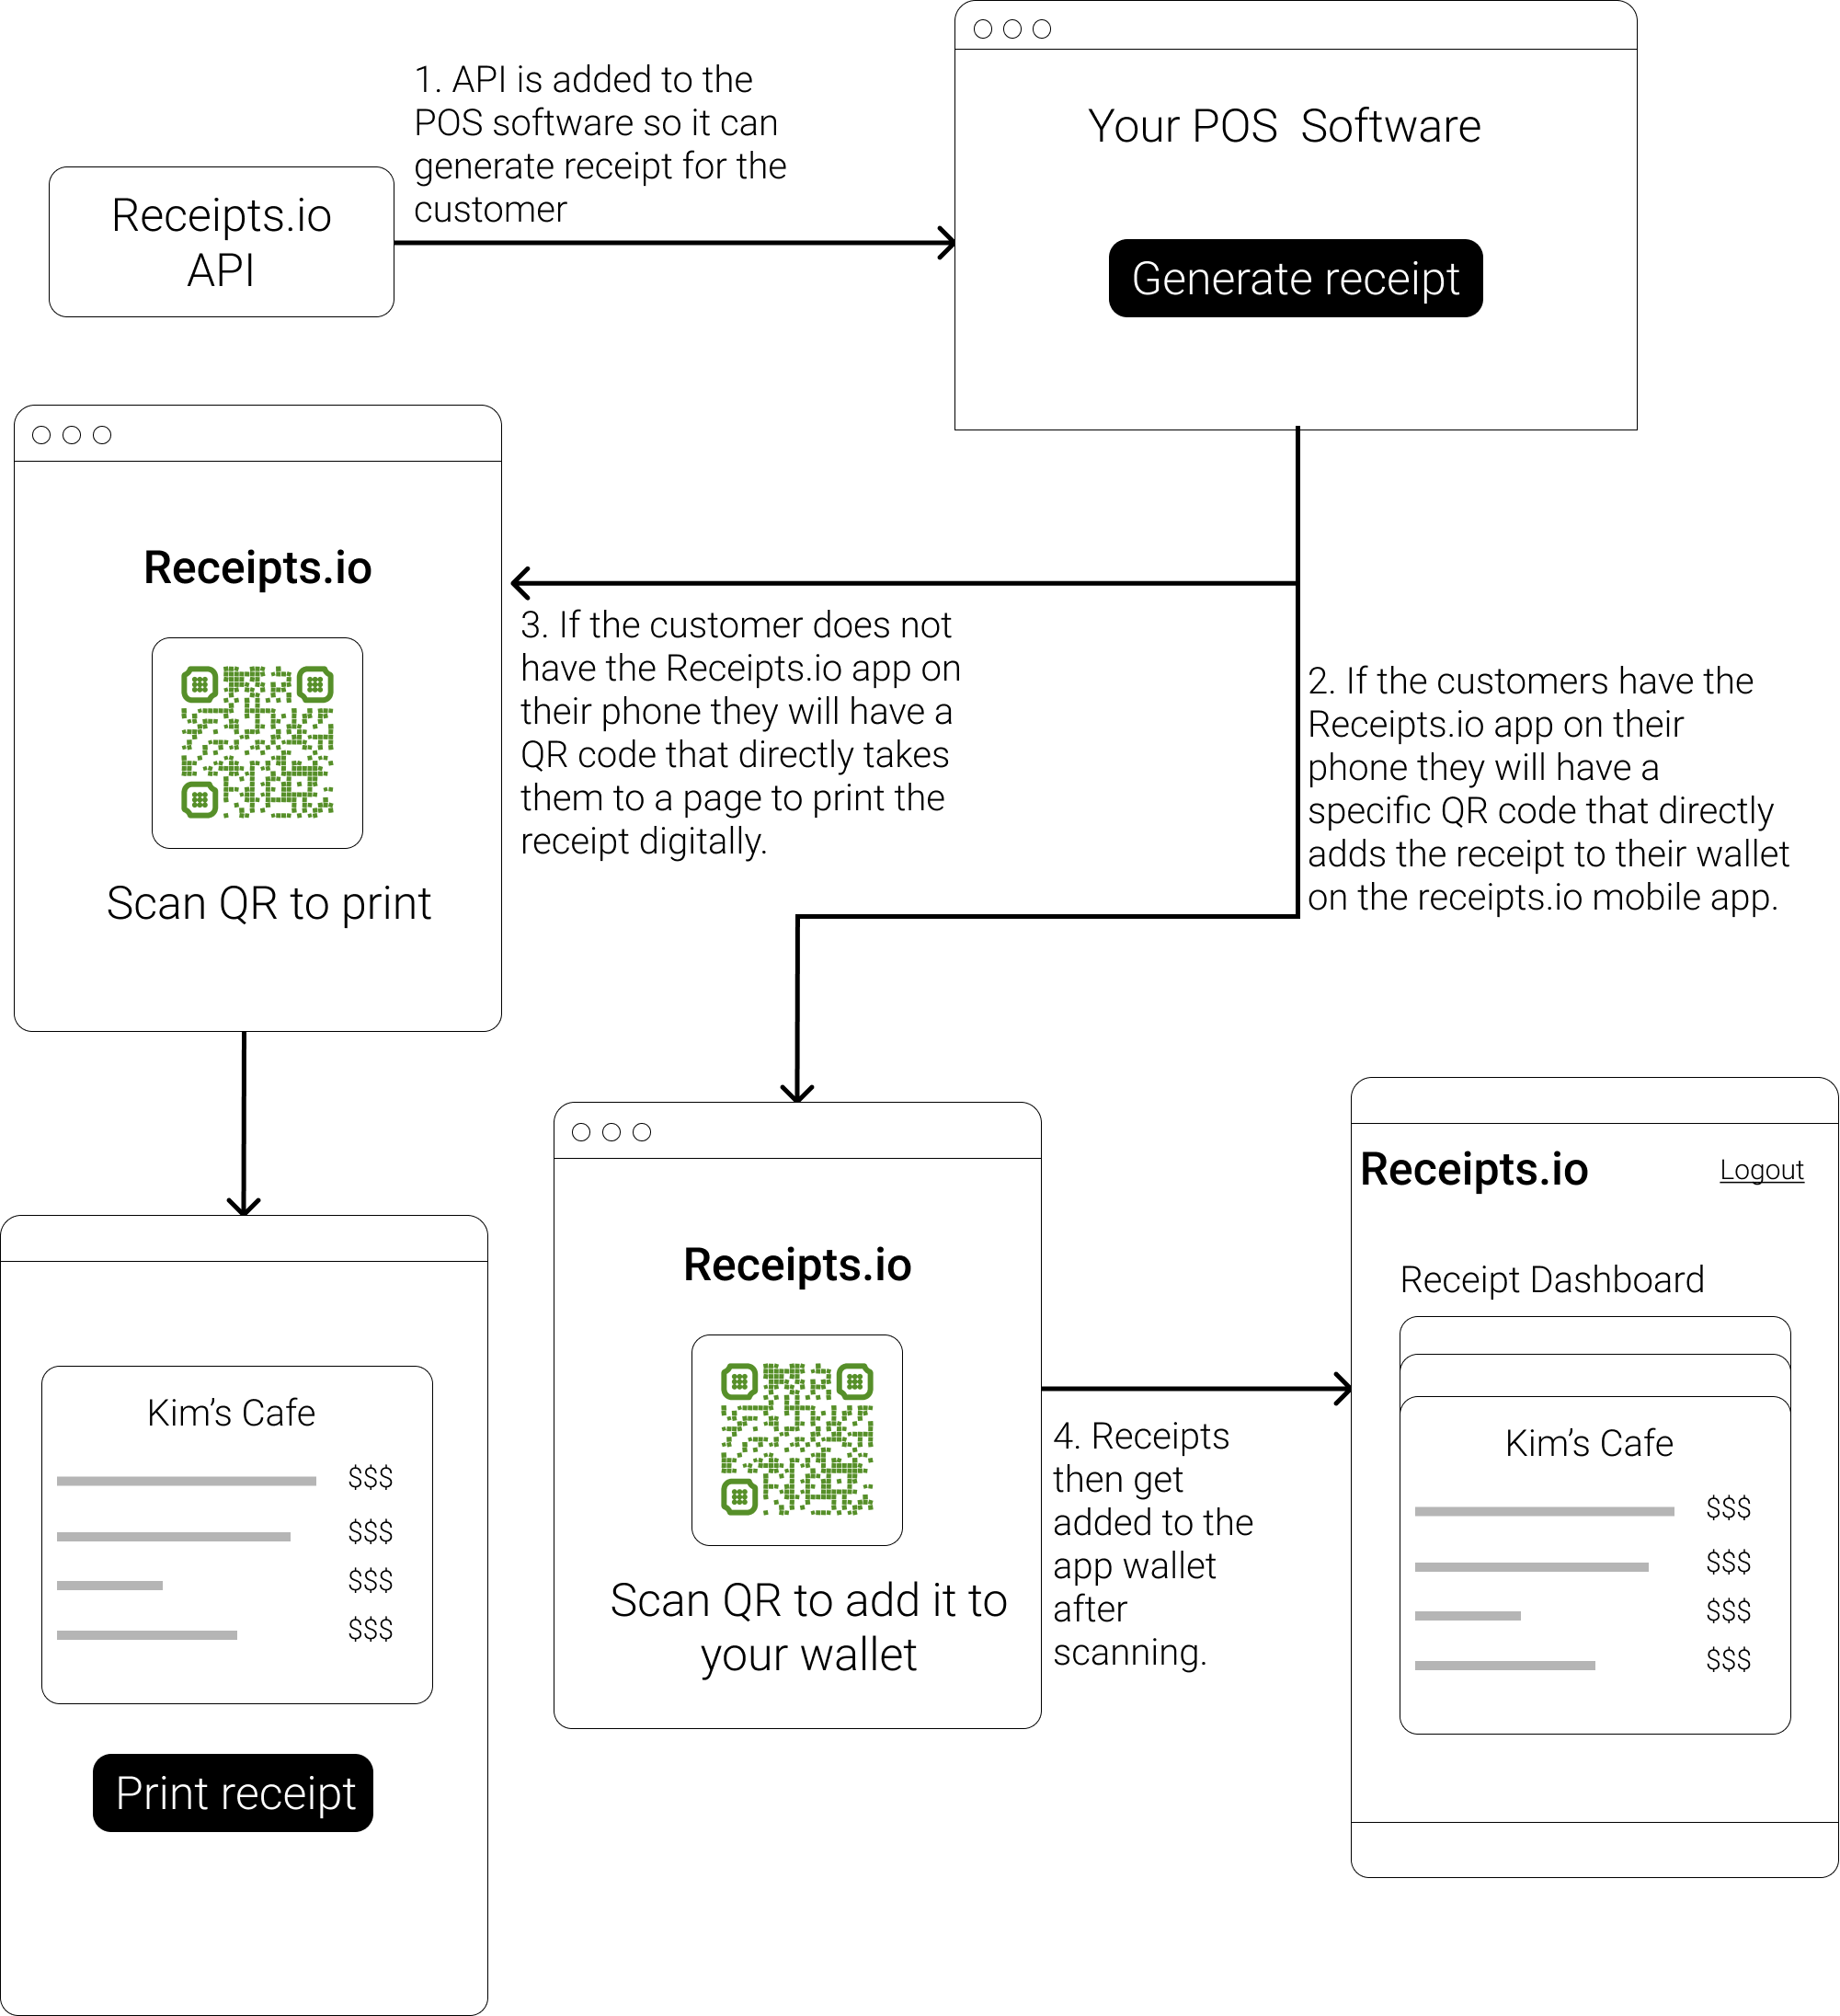 1. API is added to the
POS software so it can
generate receipt for the
customer
Receipts.io
API
Your POS  Software
Generate receipt
Receipts.io
Scan QR to print
3. If the customer does not
have the Receipts.io app on
their phone they will have a
QR code that directly takes
them to a page to print the
receipt digitally.
2. If the customers have the
Receipts.io app on their
phone they will have a
specific QR code that directly
adds the receipt to their wallet
on the receipts.io mobile app.
Kim’s Cafe
$$$
$$$
$$$
$$$
Print receipt
Receipts.io
Scan QR to add it to
your wallet
4. Receipts
then get
added to the
app wallet
after
scanning.
Receipts.io
Logout
Receipt Dashboard
Kim’s Cafe
$$$
$$$
$$$
$$$